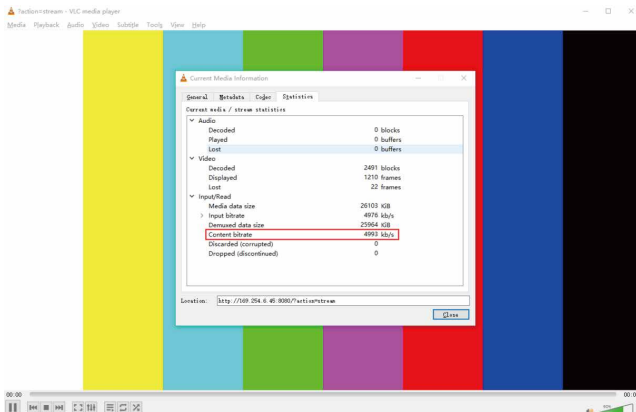 ?action=stream - VLC media player
Media Playback Audio Video Subtitle Tools View Help
Current Media Information
General Metadata Codec Statistics
Current media / stream statistics
Audio
Decoded 0 blocks
Played 0 buffers
Lost 0 buffers
Video
Decoded 2491 blocks
Displayed 1210 frames
Lost 22 frames
Input/Read
Media data size 26103 KiB
Input bitrate 4976 kb/s
Demuxed data size 25964 KiB
Content bitrate 4993 kb/s
Discarded (corrupted) 0
Dropped (discontinued) 0
Location: http://169.254.6.45:8080/?action=stream
Close
00:00 00:0